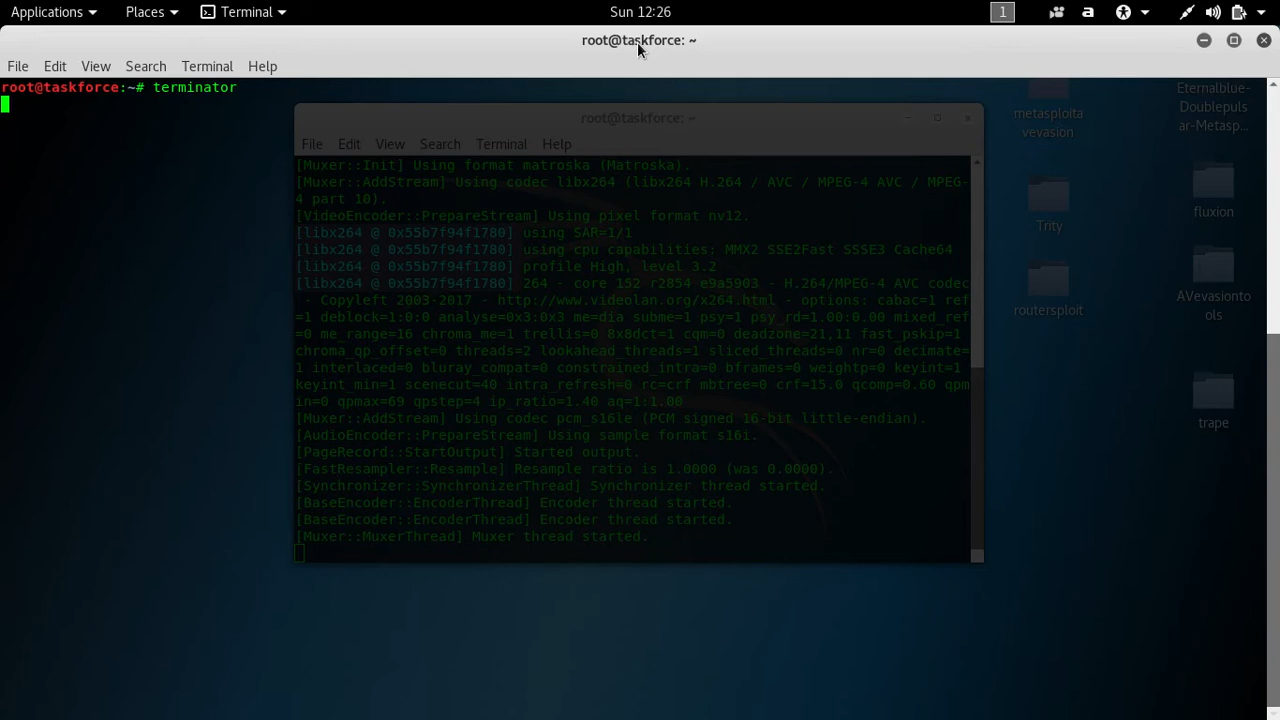 Applications Places Terminal Sun 12:26 1 a
root@taskforce: ~
File Edit View Search Terminal Help
root@taskforce:~# terminator
root@taskforce: ~
File Edit View Search Terminal Help
[Muxer::Init] Using format matroska (Matroska).
[Muxer::AddStream] Using codec libx264 (libx264 H.264 / AVC / MPEG-4 AVC / MPEG-
4 part 10).
[VideoEncoder::PrepareStream] Using pixel format nv12.
[libx264 @ 0x55b7f94f1780] using SAR=1/1
[libx264 @ 0x55b7f94f1780] using cpu capabilities: MMX2 SSE2Fast SSSE3 Cache64
[libx264 @ 0x55b7f94f1780] profile High, level 3.2
[libx264 @ 0x55b7f94f1780] 264 - core 152 r2854 e9a5903 - H.264/MPEG-4 AVC codec
- Copyleft 2003-2017 - http://www.videolan.org/x264.html - options: cabac=1 ref
=1 deblock=1:0:0 analyse=0x3:0x3 me=dia subme=1 psy=1 psy_rd=1.00:0.00 mixed_ref
=0 me_range=16 chroma_me=1 trellis=0 8x8dct=1 cqm=0 deadzone=21,11 fast_pskip=1
chroma_qp_offset=0 threads=2 lookahead_threads=1 sliced_threads=0 nr=0 decimate=
1 interlaced=0 bluray_compat=0 constrained_intra=0 bframes=0 weightp=0 keyint=1
keyint_min=1 scenecut=40 intra_refresh=0 rc=crf mbtree=0 crf=15.0 qcomp=0.60 qpm
in=0 qpmax=69 qpstep=4 ip_ratio=1.40 aq=1:1.00
[Muxer::AddStream] Using codec pcm_s16le (PCM signed 16-bit little-endian).
[AudioEncoder::PrepareStream] Using sample format s16i.
[PageRecord::StartOutput] Started output.
[FastResampler::Resample] Resample ratio is 1.0000 (was 0.0000).
[Synchronizer::SynchronizerThread] Synchronizer thread started.
[BaseEncoder::EncoderThread] Encoder thread started.
[BaseEncoder::EncoderThread] Encoder thread started.
[Muxer::MuxerThread] Muxer thread started.
metasploita
vevasion
Trity
routersploit
Eternalblue-
Doublepuls
ar-Metasp...
fluxion
AVevasionto
ols
trape